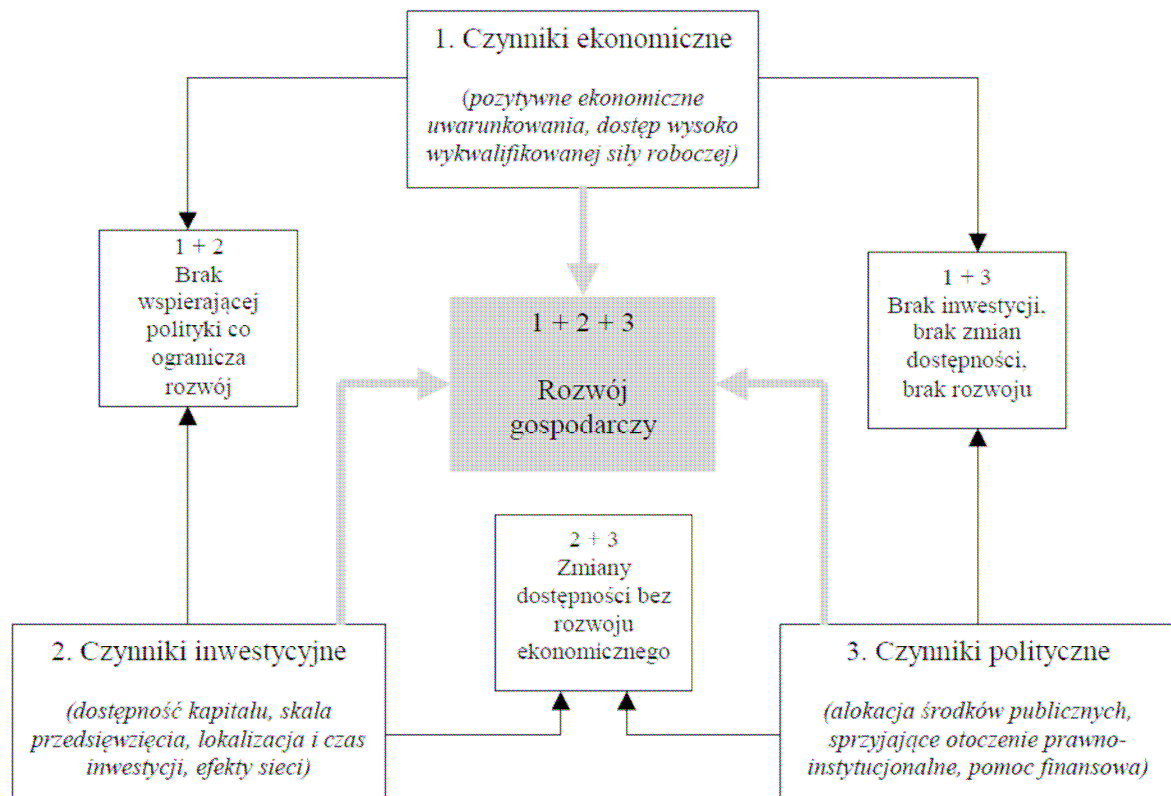 1. Czynniki ekonomiczne
(pozytywne ekonomiczne
uwarunkowania, dostęp wysoko
wykwalifikowanej siły roboczej)
1 + 2
Brak
wspierającej
polityki co
ogranicza
rozwój
1 + 2 + 3
Rozwój
gospodarczy
1 + 3
Brak inwestycji,
brak zmian
dostępności,
brak rozwoju
2 + 3
Zmiany
dostępności bez
rozwoju
ekonomicznego
2. Czynniki inwestycyjne
(dostępność kapitału, skala
przedsięwzięcia, lokalizacja i czas
inwestycji, efekty sieci)
3. Czynniki polityczne
(alokacja środków publicznych,
sprzyjające otoczenie prawno-
instytucjonalne, pomoc finansowa)